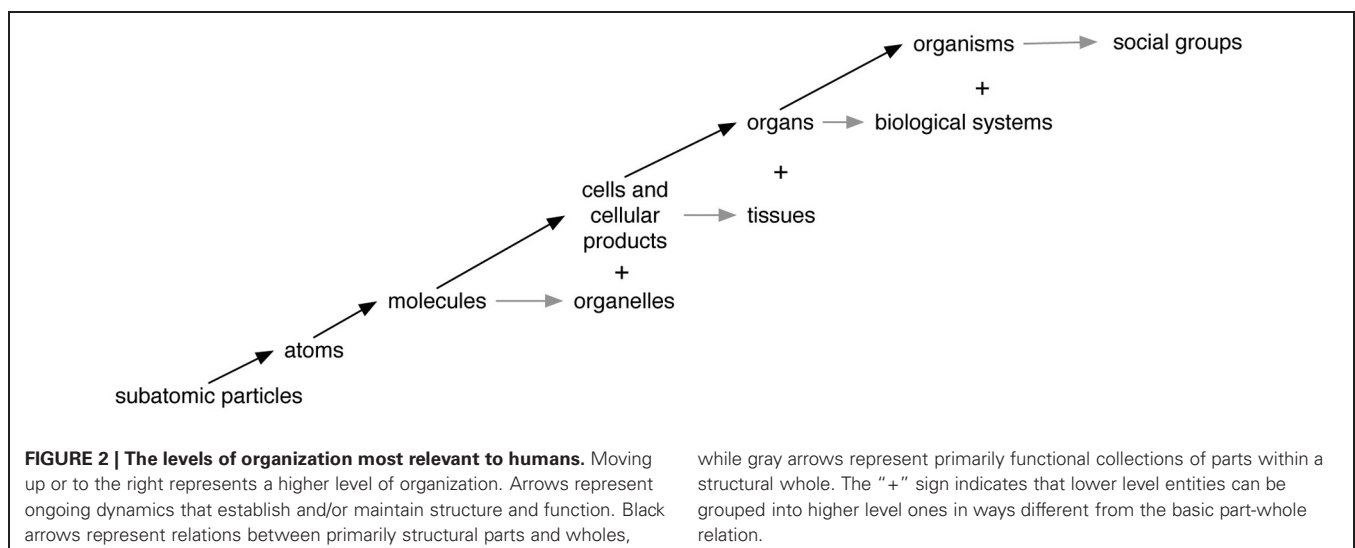 organisms social groups
+
organs biological systems
+
cells and
cellular
products
tissues
+
molecules organelles
atoms
subatomic particles
FIGURE 2 | The levels of organization most relevant to humans. Moving
up or to the right represents a higher level of organization. Arrows represent
ongoing dynamics that establish and/or maintain structure and function. Black
arrows represent relations between primarily structural parts and wholes,
while gray arrows represent primarily functional collections of parts within a
structural whole. The “+” sign indicates that lower level entities can be
grouped into higher level ones in ways different from the basic part-whole
relation.